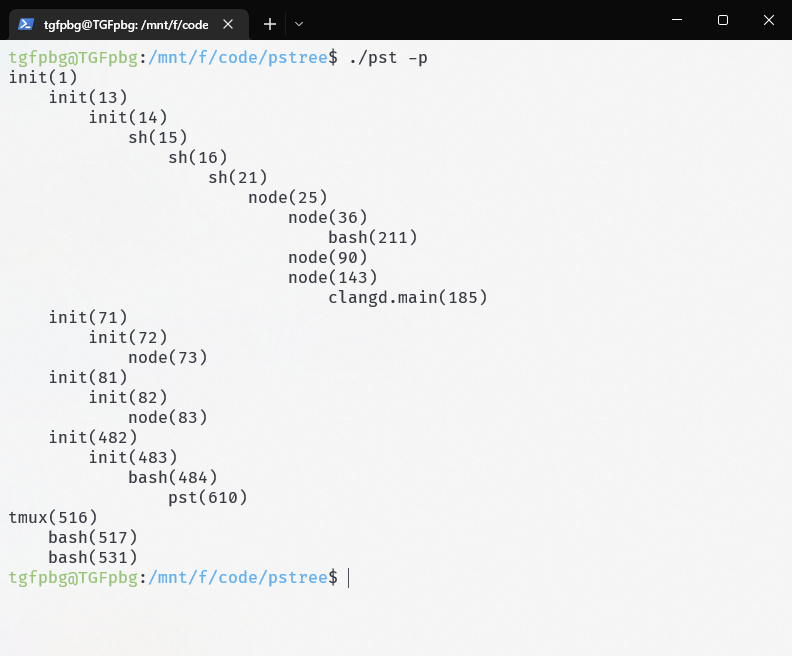 tgfpbg@TGFpbg: /mnt/f/code
tgfpbg@TGFpbg:/mnt/f/code/pstree$ ./pst -p
init(1)
    init(13)
        init(14)
            sh(15)
                sh(16)
                    sh(21)
                        node(25)
                            node(36)
                                bash(211)
                            node(90)
                            node(143)
                                clangd.main(185)
    init(71)
        init(72)
            node(73)
    init(81)
        init(82)
            node(83)
    init(482)
        init(483)
            bash(484)
                pst(610)
tmux(516)
    bash(517)
    bash(531)
tgfpbg@TGFpbg:/mnt/f/code/pstree$